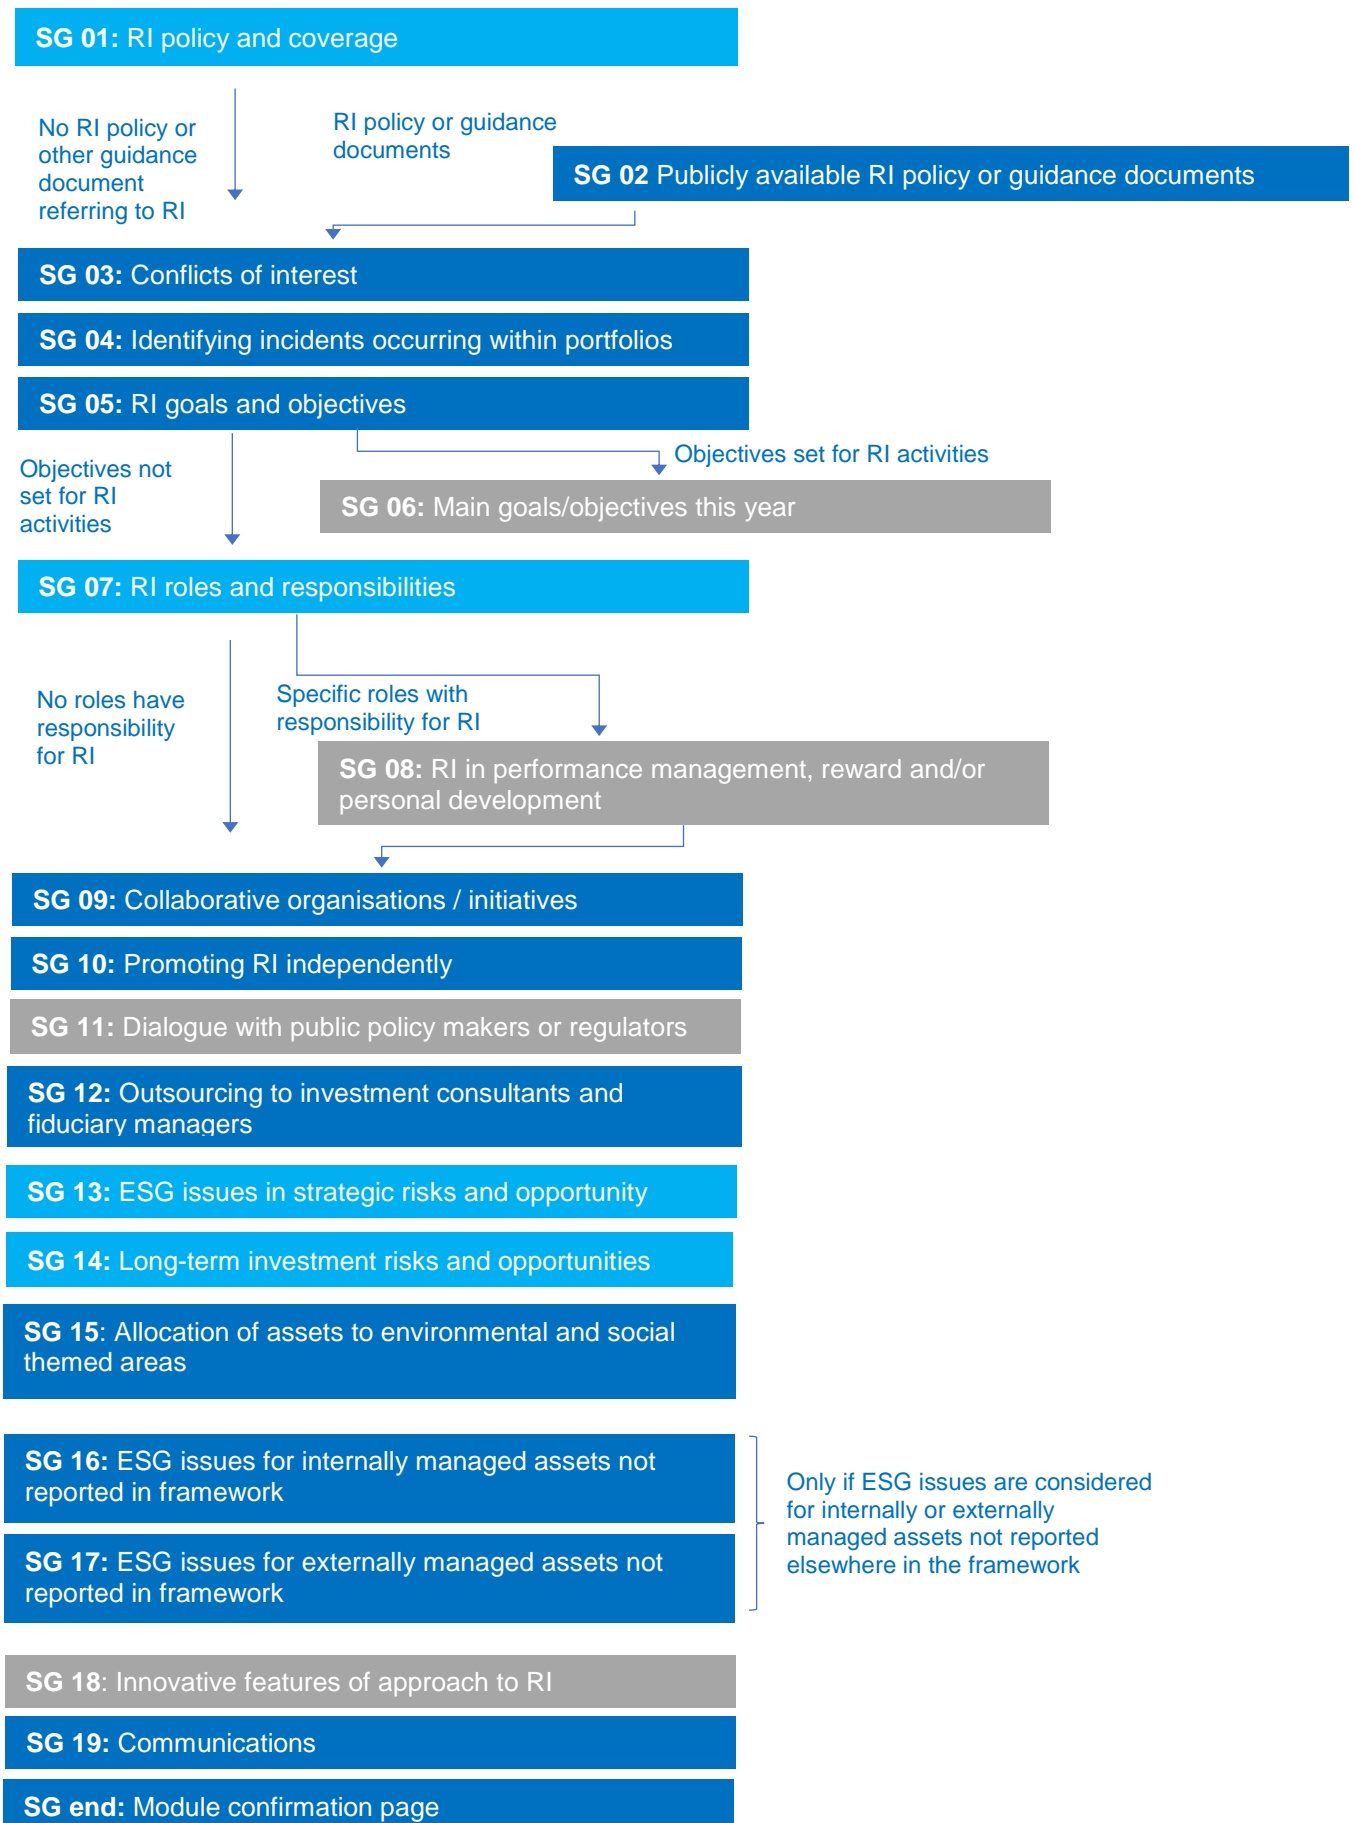 SG 01: RI policy and coverage
No RI policy or
other guidance
document
referring to RI
RI policy or guidance
documents
SG 02 Publicly available RI policy or guidance documents
SG 03: Conflicts of interest
SG 04: Identifying incidents occurring within portfolios
SG 05: RI goals and objectives
Objectives not
set for RI
activities
Objectives set for RI activities
SG 06: Main goals/objectives this year
SG 07: RI roles and responsibilities
No roles have
responsibility
for RI
Specific roles with
responsibility for RI
SG 08: RI in performance management, reward and/or
personal development
SG 09: Collaborative organisations / initiatives
SG 10: Promoting RI independently
SG 11: Dialogue with public policy makers or regulators
SG 12: Outsourcing to investment consultants and
fiduciary managers
SG 13: ESG issues in strategic risks and opportunity
SG 14: Long-term investment risks and opportunities
SG 15: Allocation of assets to environmental and social
themed areas
SG 16: ESG issues for internally managed assets not
reported in framework
SG 17: ESG issues for externally managed assets not
reported in framework
Only if ESG issues are considered
for internally or externally
managed assets not reported
elsewhere in the framework
SG 18: Innovative features of approach to RI
SG 19: Communications
SG end: Module confirmation page